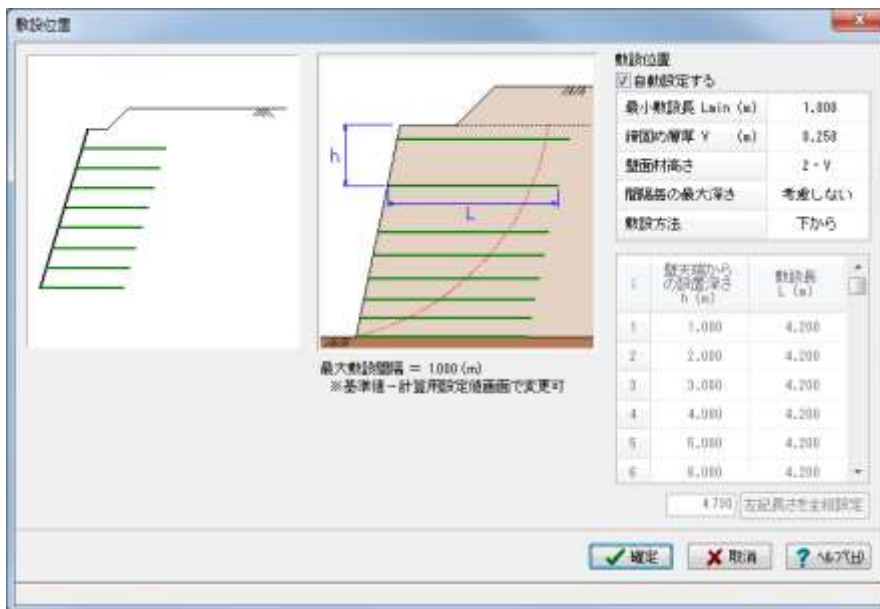 敷設位置
敷設位置
自動設定する
最小敷設長 Lmin (m) 1.800
締固め層厚 Y (m) 0.250
壁面材高さ 2・Y
間隔毎の最大深さ 考慮しない
敷設方法 下から
h
L
最大敷設間隔 = 1.000 (m)
※基準値-計算用設定値画面で変更可
i 壁天端から 敷設長
の設置深さ L (m)
h (m)
1 1.000 4.200
2 2.000 4.200
3 3.000 4.200
4 4.000 4.200
5 5.000 4.200
6 6.000 4.200
左記長さを全段設定
確定 取消 ヘルプ(H)